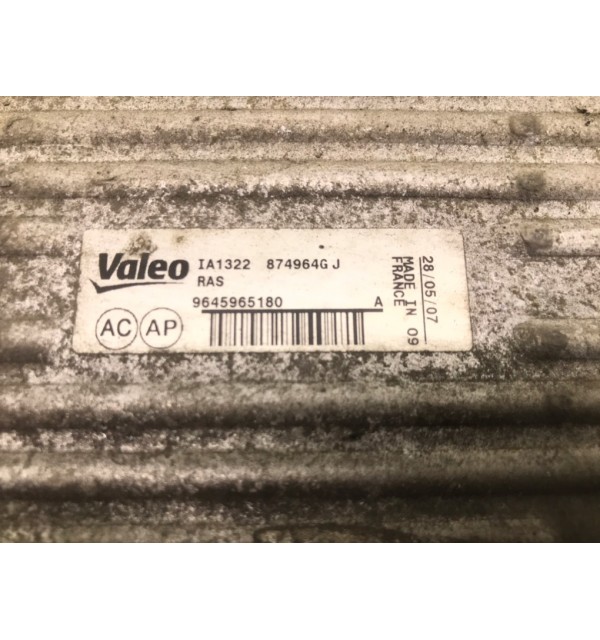 Valeo IA1322 874964G J
RAS
9645965180 A
AC AP
28/05/07
MADE IN 09
FRANCE